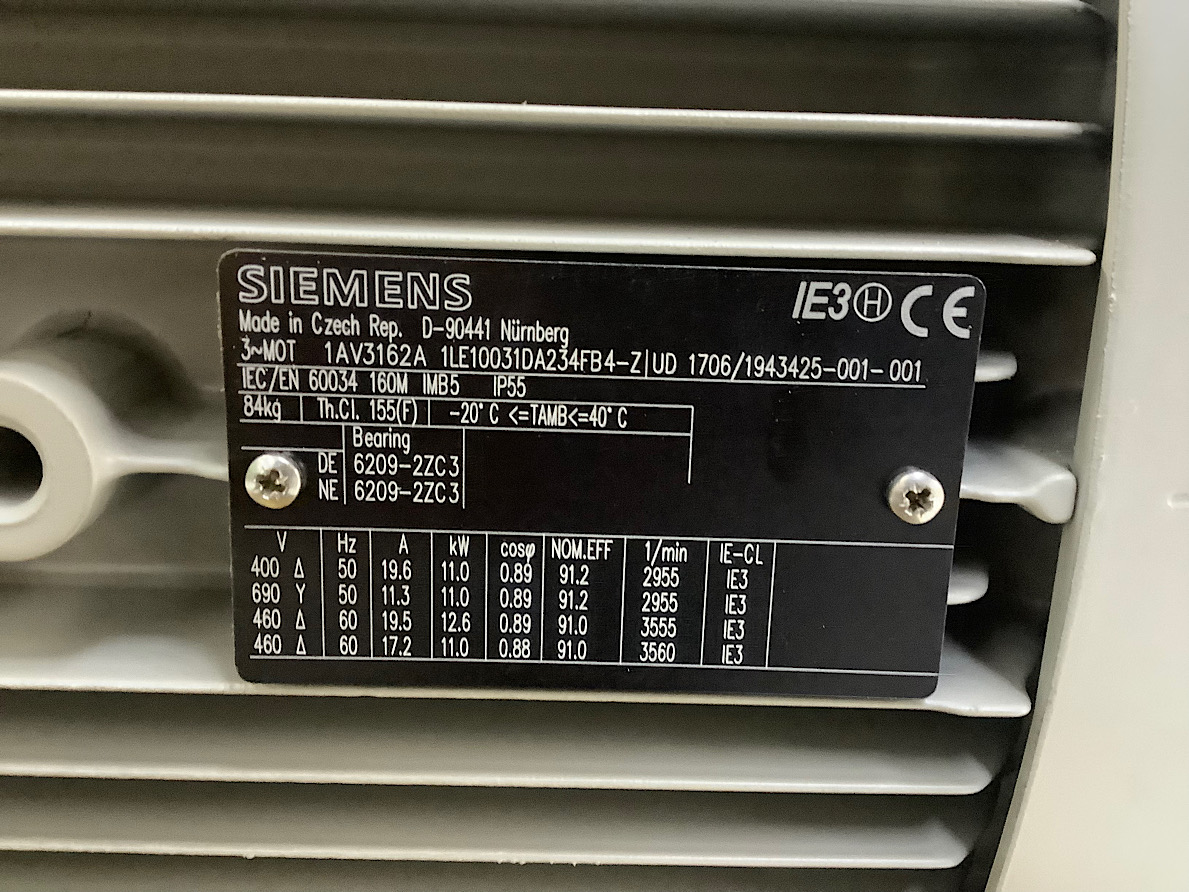 SIEMENS
IE3 H CE
Made in Czech Rep. D-90441 Nürnberg
3~MOT 1AV3162A 1LE10031DA234FB4-Z UD 1706/1943425-001-001
IEC/EN 60034 160M IMB5 IP55
84kg Th.Cl. 155(F) -20°C <=TAMB<=40°C
Bearing
DE 6209-2ZC3
NE 6209-2ZC3
V Hz A kW cosφ NOM.EFF 1/min IE-CL
400 Δ 50 19.6 11.0 0.89 91.2 2955 IE3
690 Y 50 11.3 11.0 0.89 91.2 2955 IE3
460 Δ 60 19.5 12.6 0.89 91.0 3555 IE3
460 Δ 60 17.2 11.0 0.88 91.0 3560 IE3